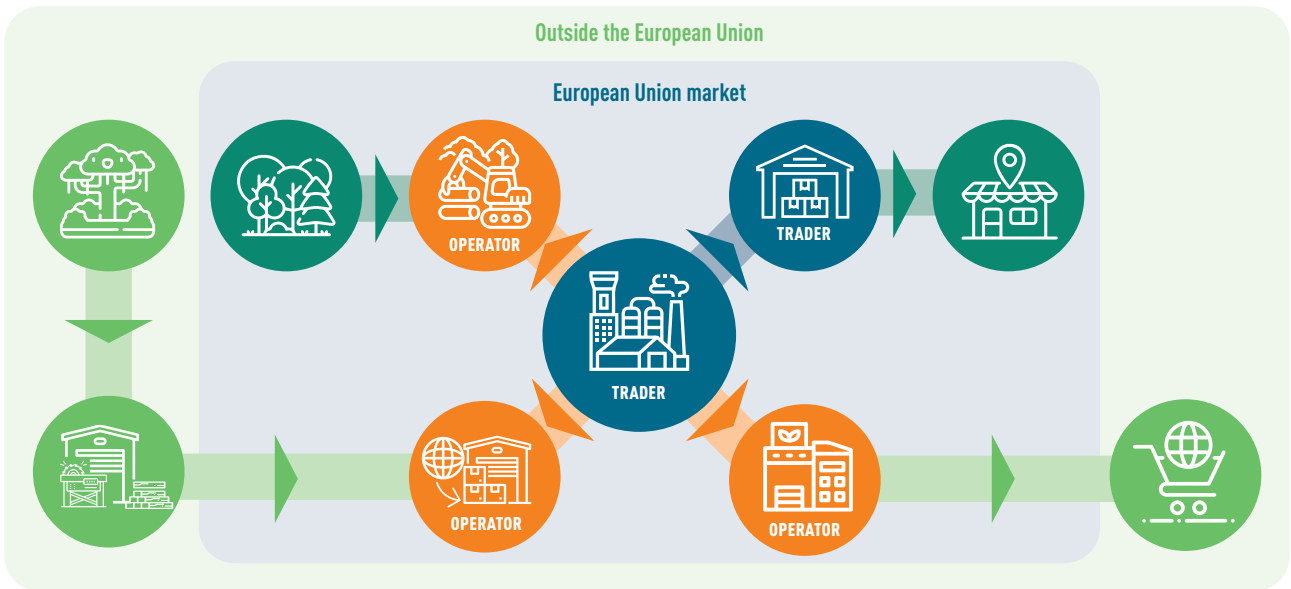 Outside the European Union
European Union market
OPERATOR
TRADER
TRADER
OPERATOR
OPERATOR